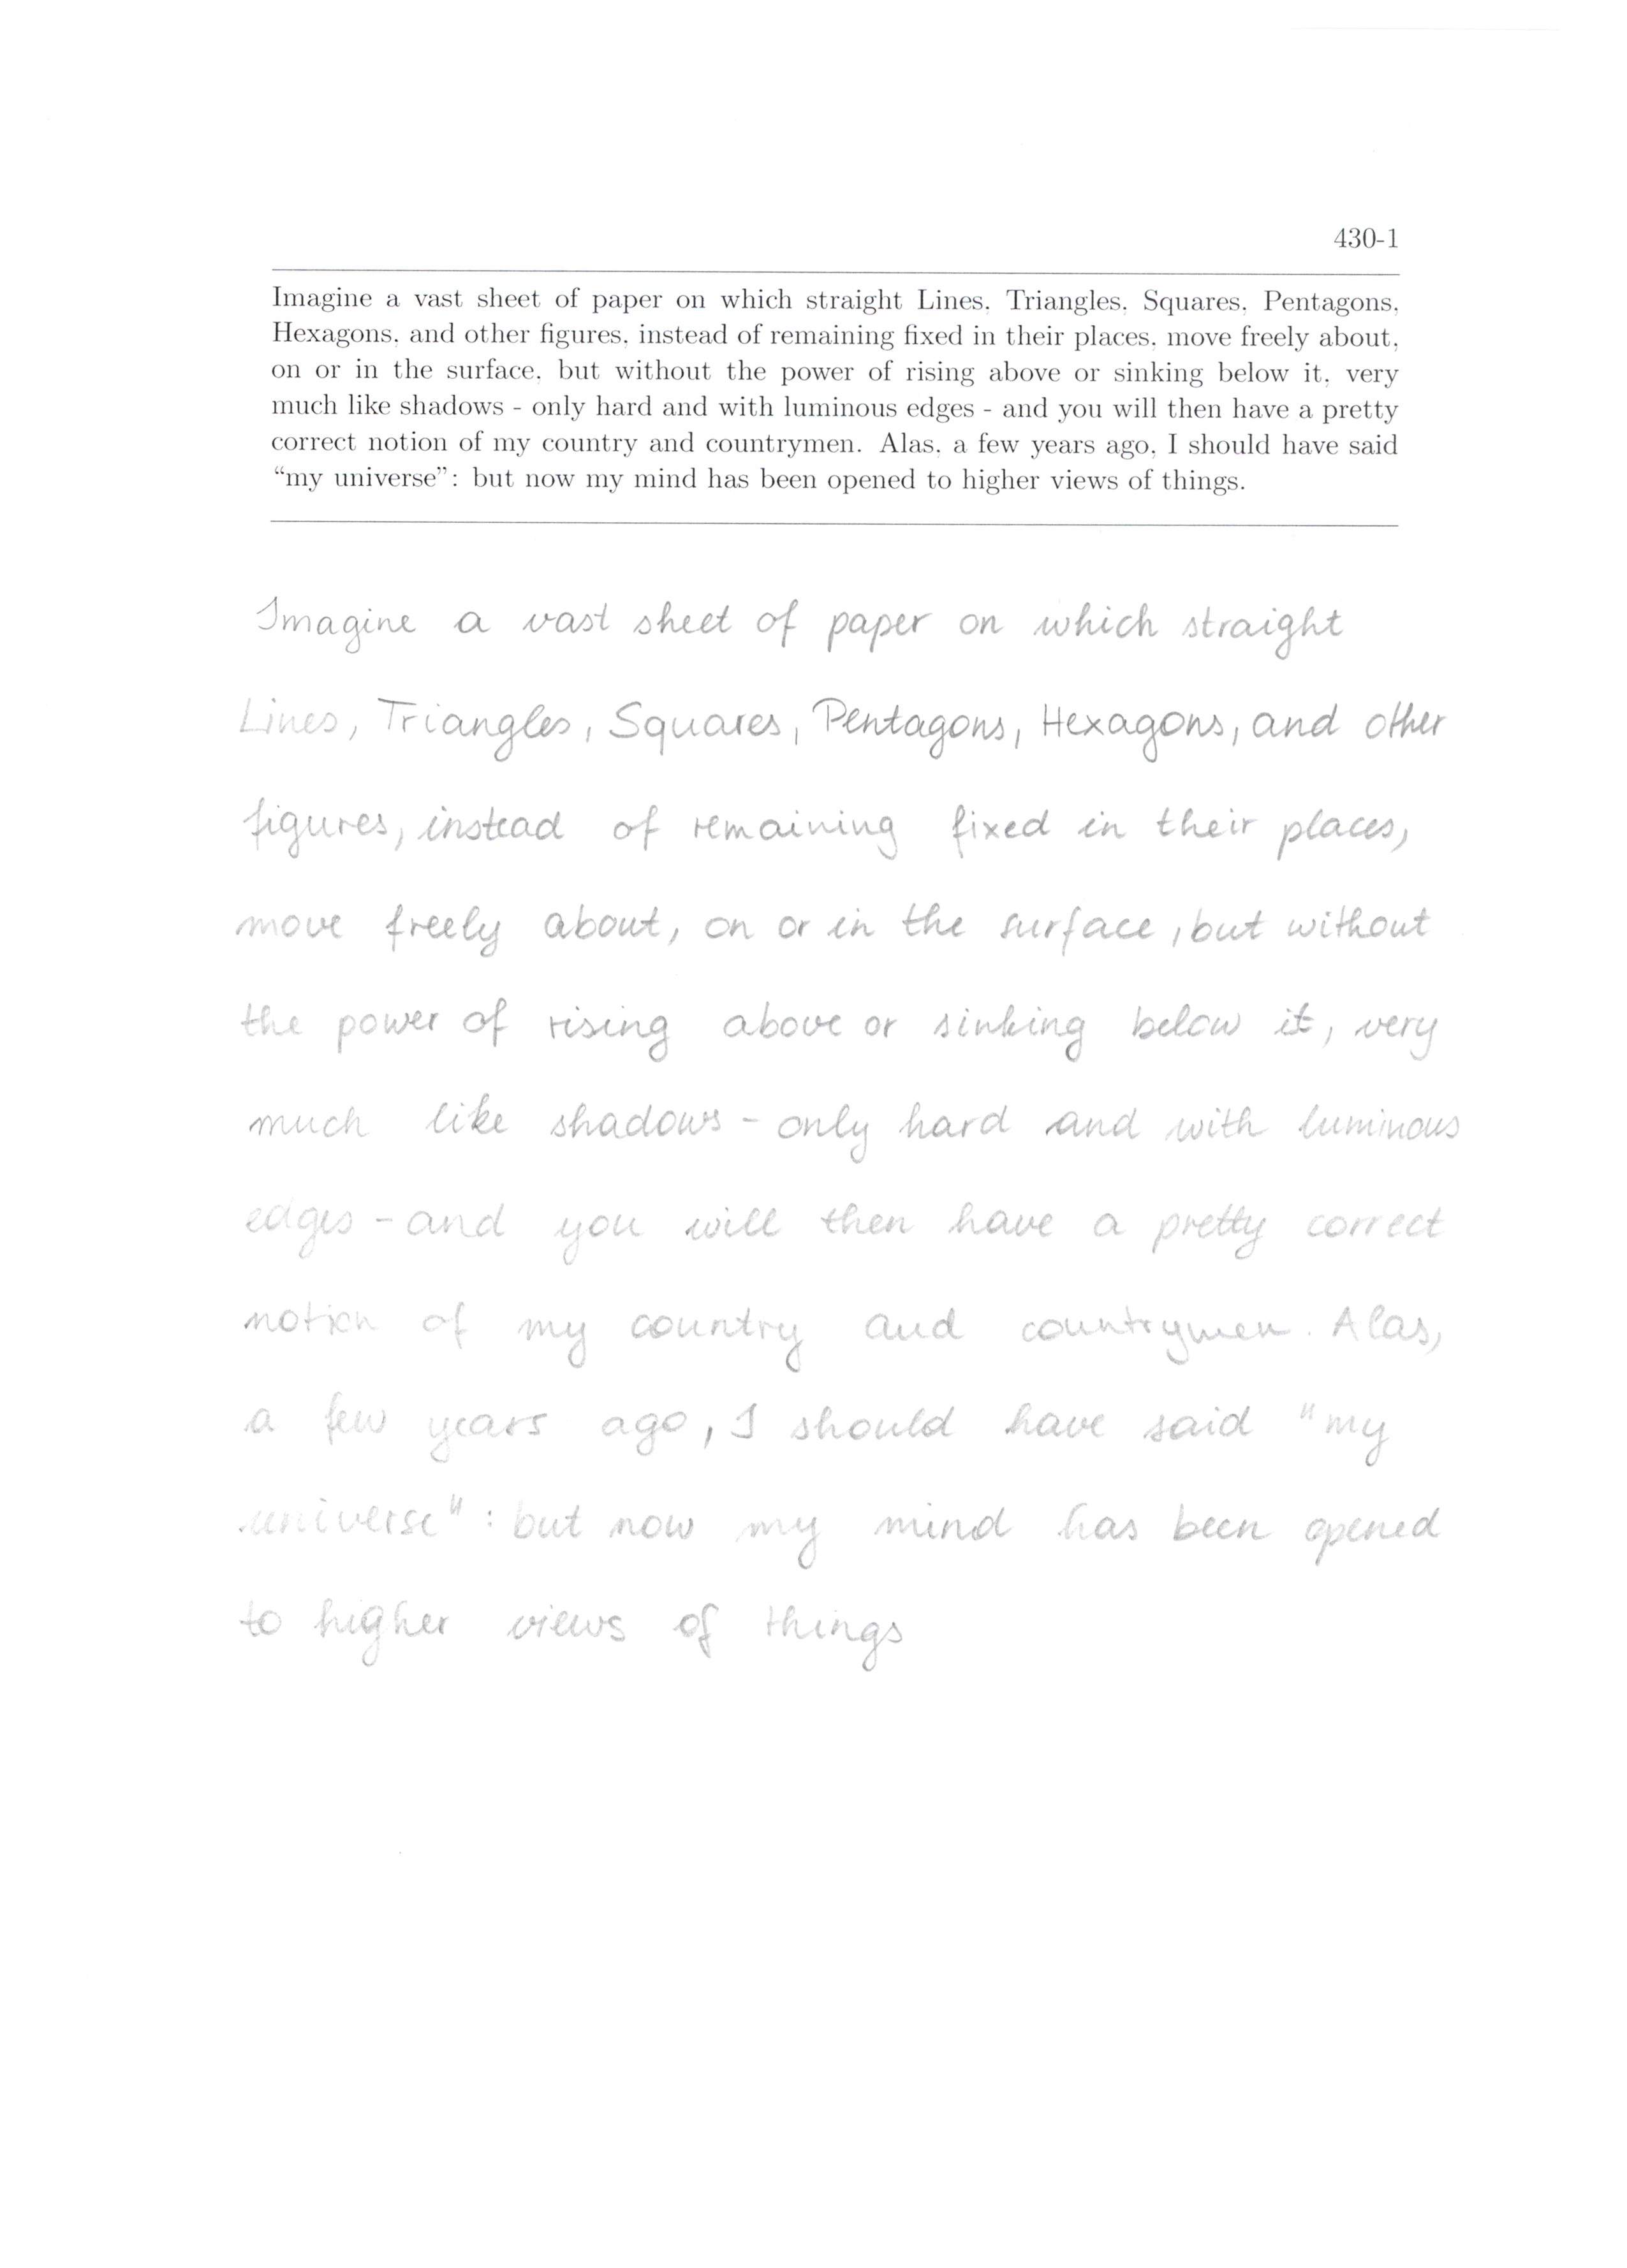 430-1
Imagine a vast sheet of paper on which straight Lines, Triangles, Squares, Pentagons,
Hexagons, and other figures, instead of remaining fixed in their places, move freely about,
on or in the surface, but without the power of rising above or sinking below it, very
much like shadows - only hard and with luminous edges - and you will then have a pretty
correct notion of my country and countrymen. Alas, a few years ago, I should have said
“my universe”: but now my mind has been opened to higher views of things.
Imagine a vast sheet of paper on which straight
Lines, Triangles, Squares, Pentagons, Hexagons, and other
figures, instead of remaining fixed in their places,
move freely about, on or in the surface, but without
the power of rising above or sinking below it, very
much like shadows - only hard and with luminous
edges - and you will then have a pretty correct
notion of my country and countrymen. Alas,
a few years ago, I should have said "my
universe": but now my mind has been opened
to higher views of things